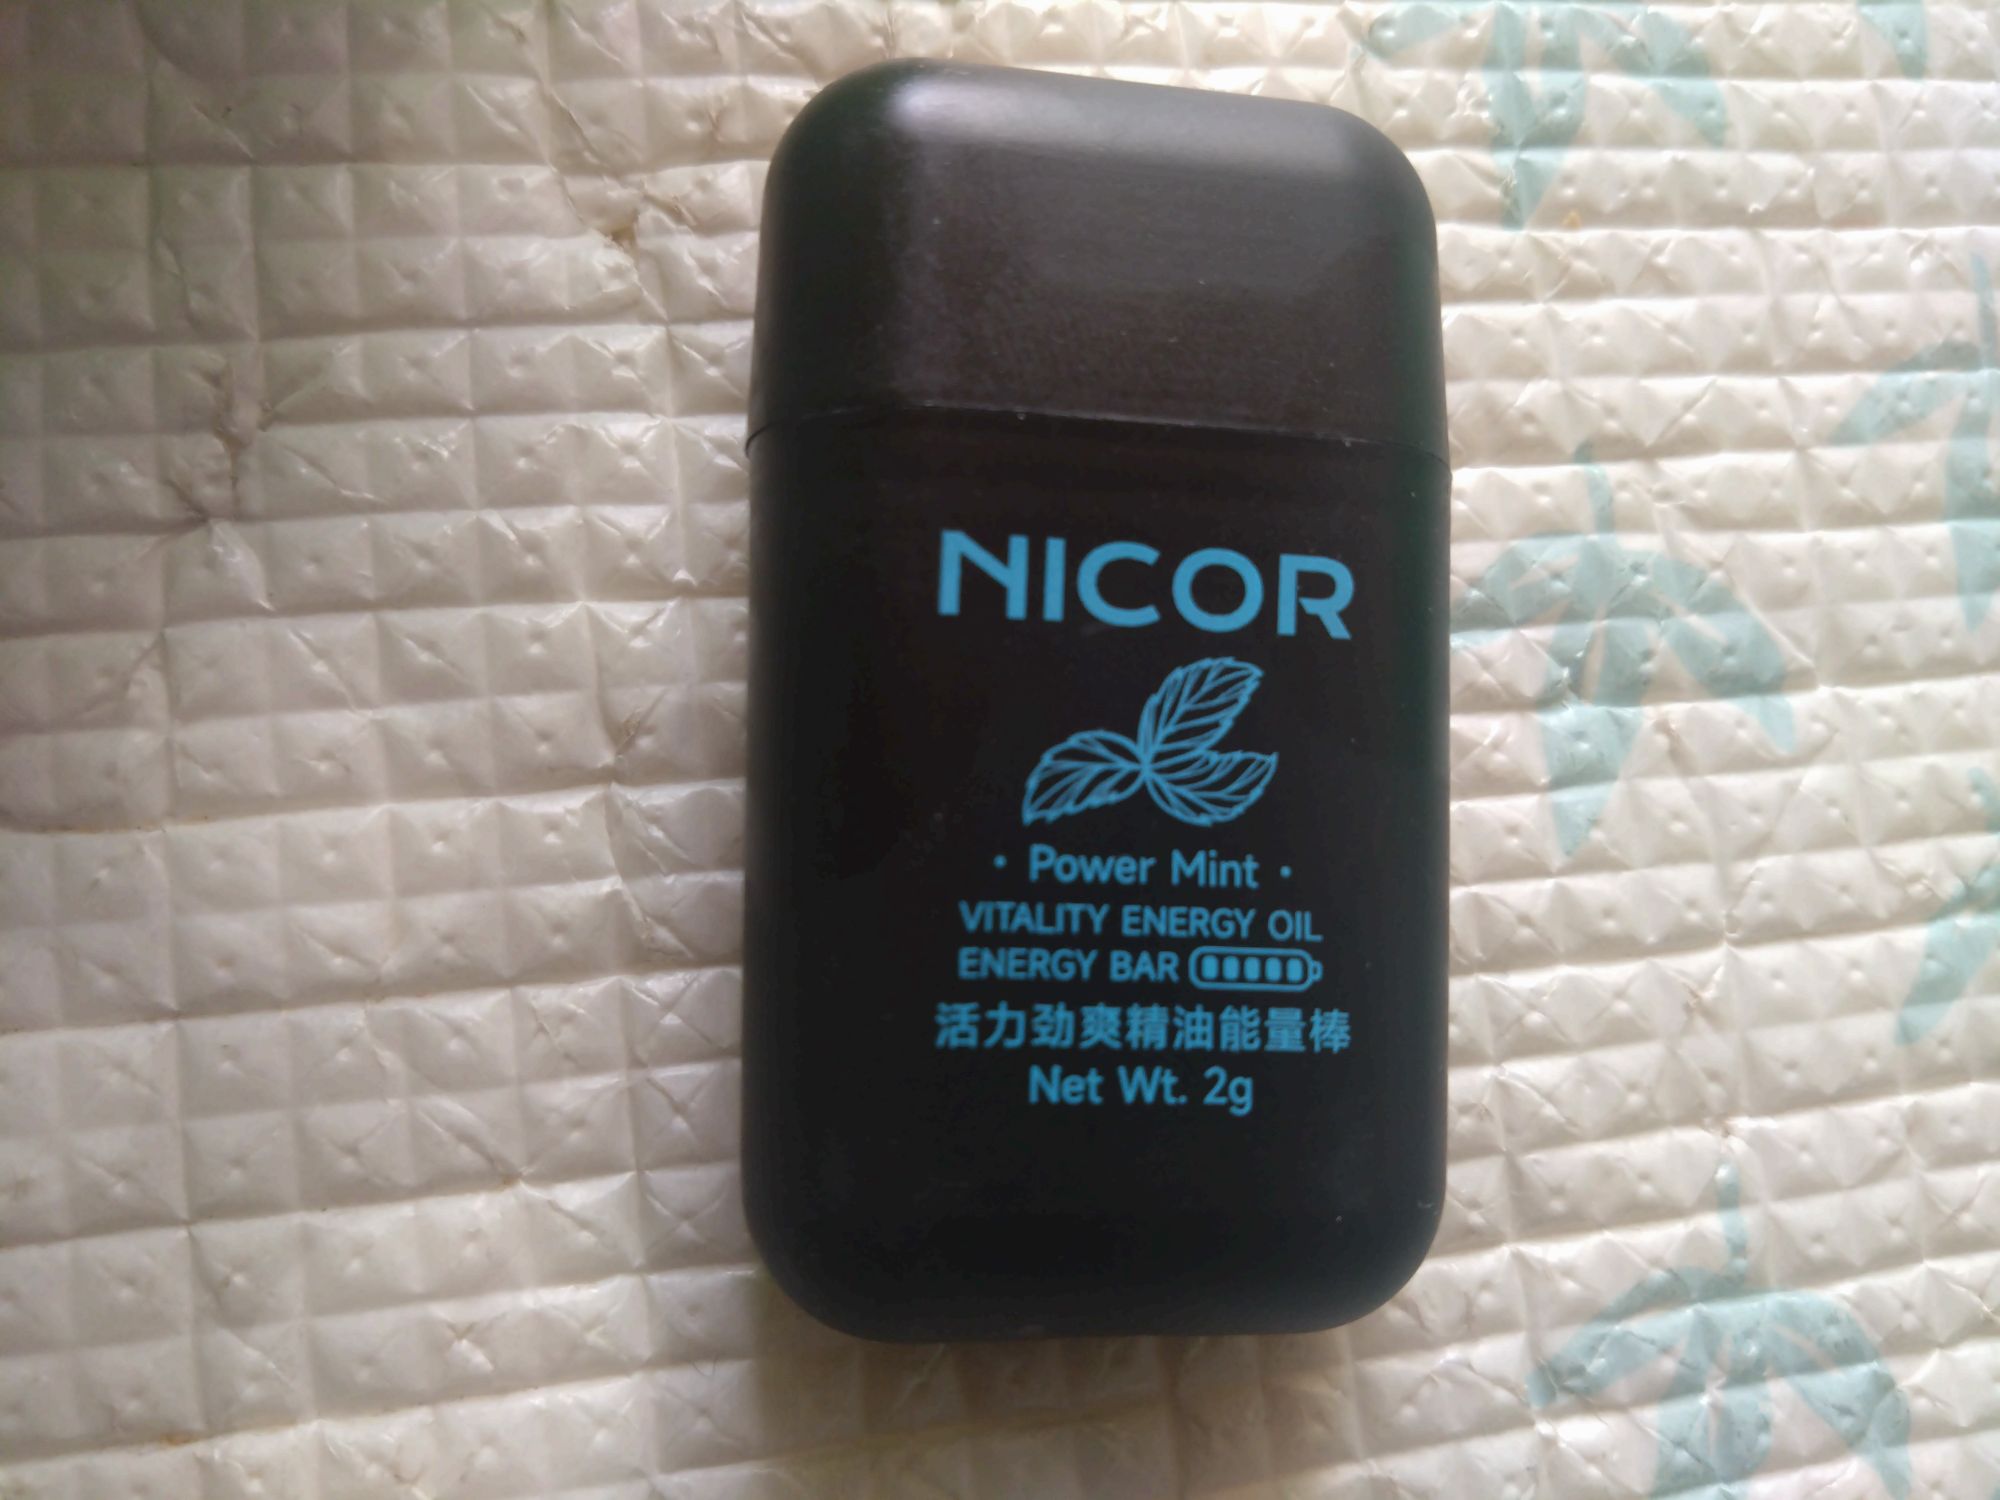 NICOR
· Power Mint ·
VITALITY ENERGY OIL
ENERGY BAR
活力劲爽精油能量棒
Net Wt. 2g